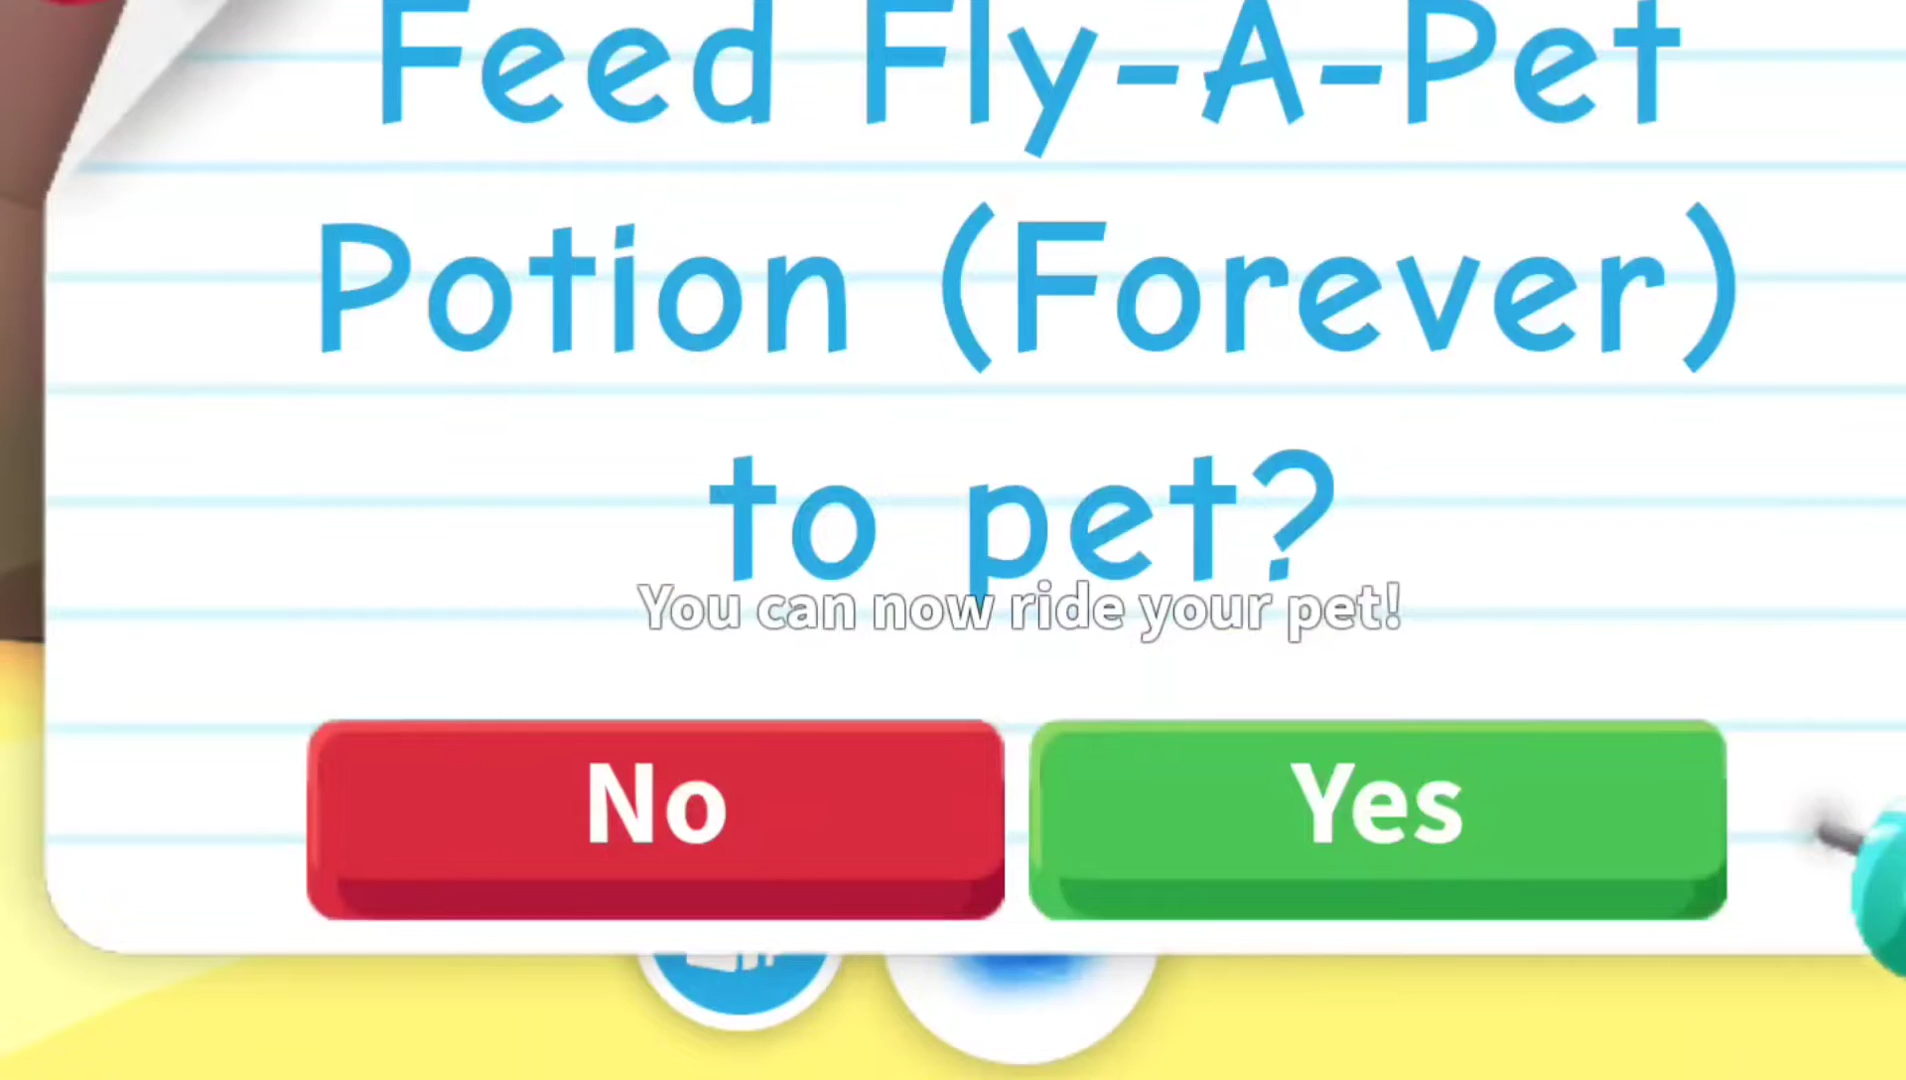 Feed Fly-A-Pet
Potion (Forever)
to pet?
You can now ride your pet!
No
Yes